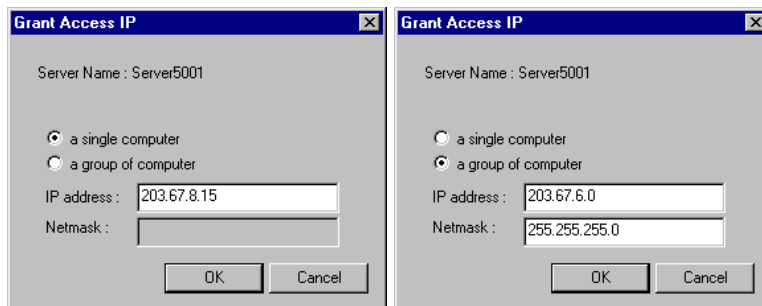 Grant Access IP
Server Name : Server5001
a single computer
a group of computer
IP address : 203.67.8.15
Netmask :
OK Cancel
Grant Access IP
Server Name : Server5001
a single computer
a group of computer
IP address : 203.67.6.0
Netmask : 255.255.255.0
OK Cancel